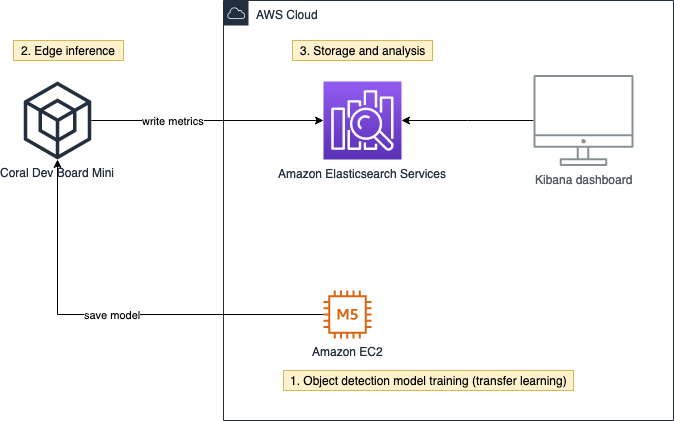 AWS Cloud
2. Edge inference
3. Storage and analysis
write metrics
Coral Dev Board Mini
Amazon Elasticsearch Services
Kibana dashboard
M5
save model
Amazon EC2
1. Object detection model training (transfer learning)